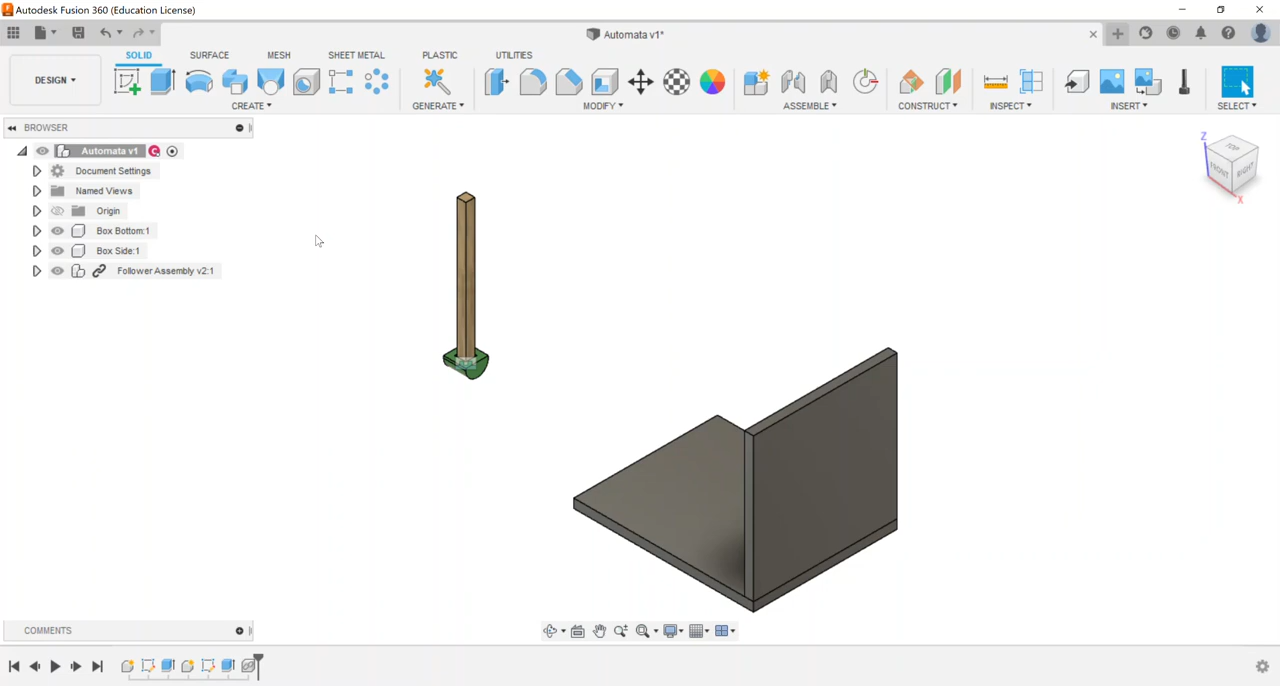 Autodesk Fusion 360 (Education License)
Automata v1*
SOLID SURFACE MESH SHEET METAL PLASTIC UTILITIES
DESIGN
CREATE GENERATE MODIFY ASSEMBLE CONSTRUCT INSPECT INSERT SELECT
BROWSER
Automata v1
Document Settings
Named Views
Origin
Box Bottom:1
Box Side:1
Follower Assembly v2:1
Z
TOP
FRONT RIGHT
X
COMMENTS